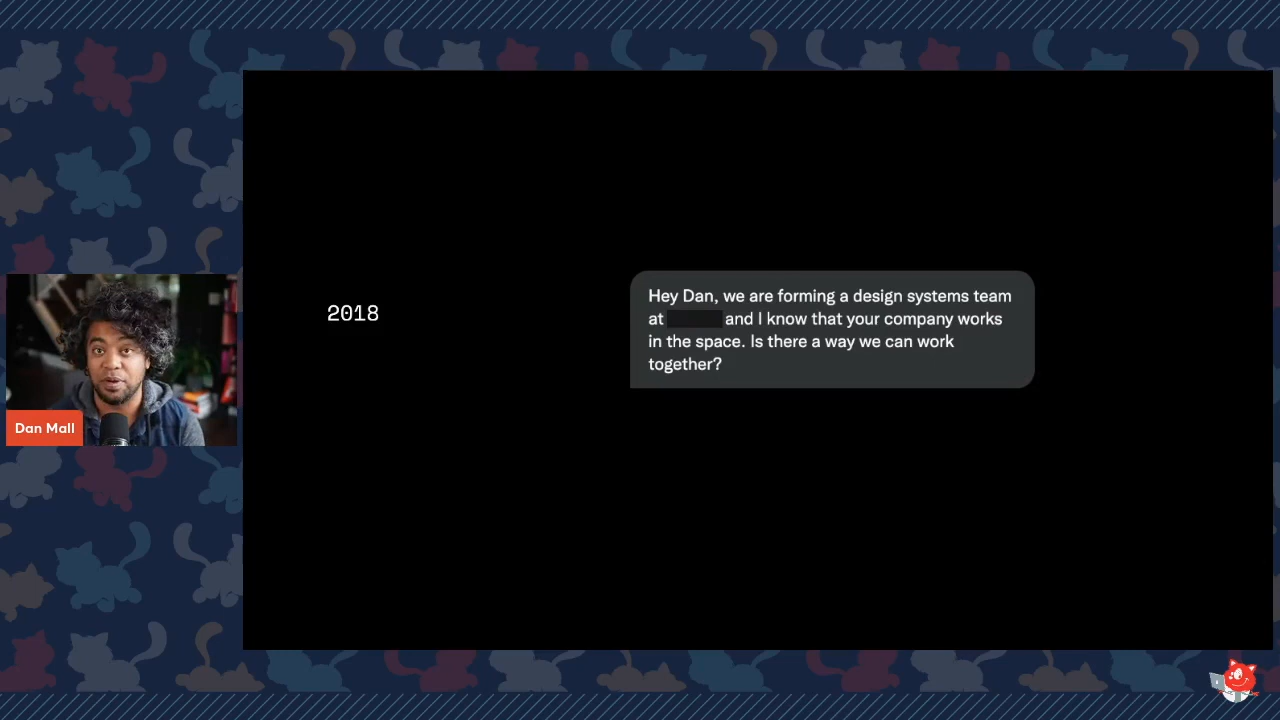 2018
Hey Dan, we are forming a design systems team
at and I know that your company works
in the space. Is there a way we can work
together?
Dan Mall